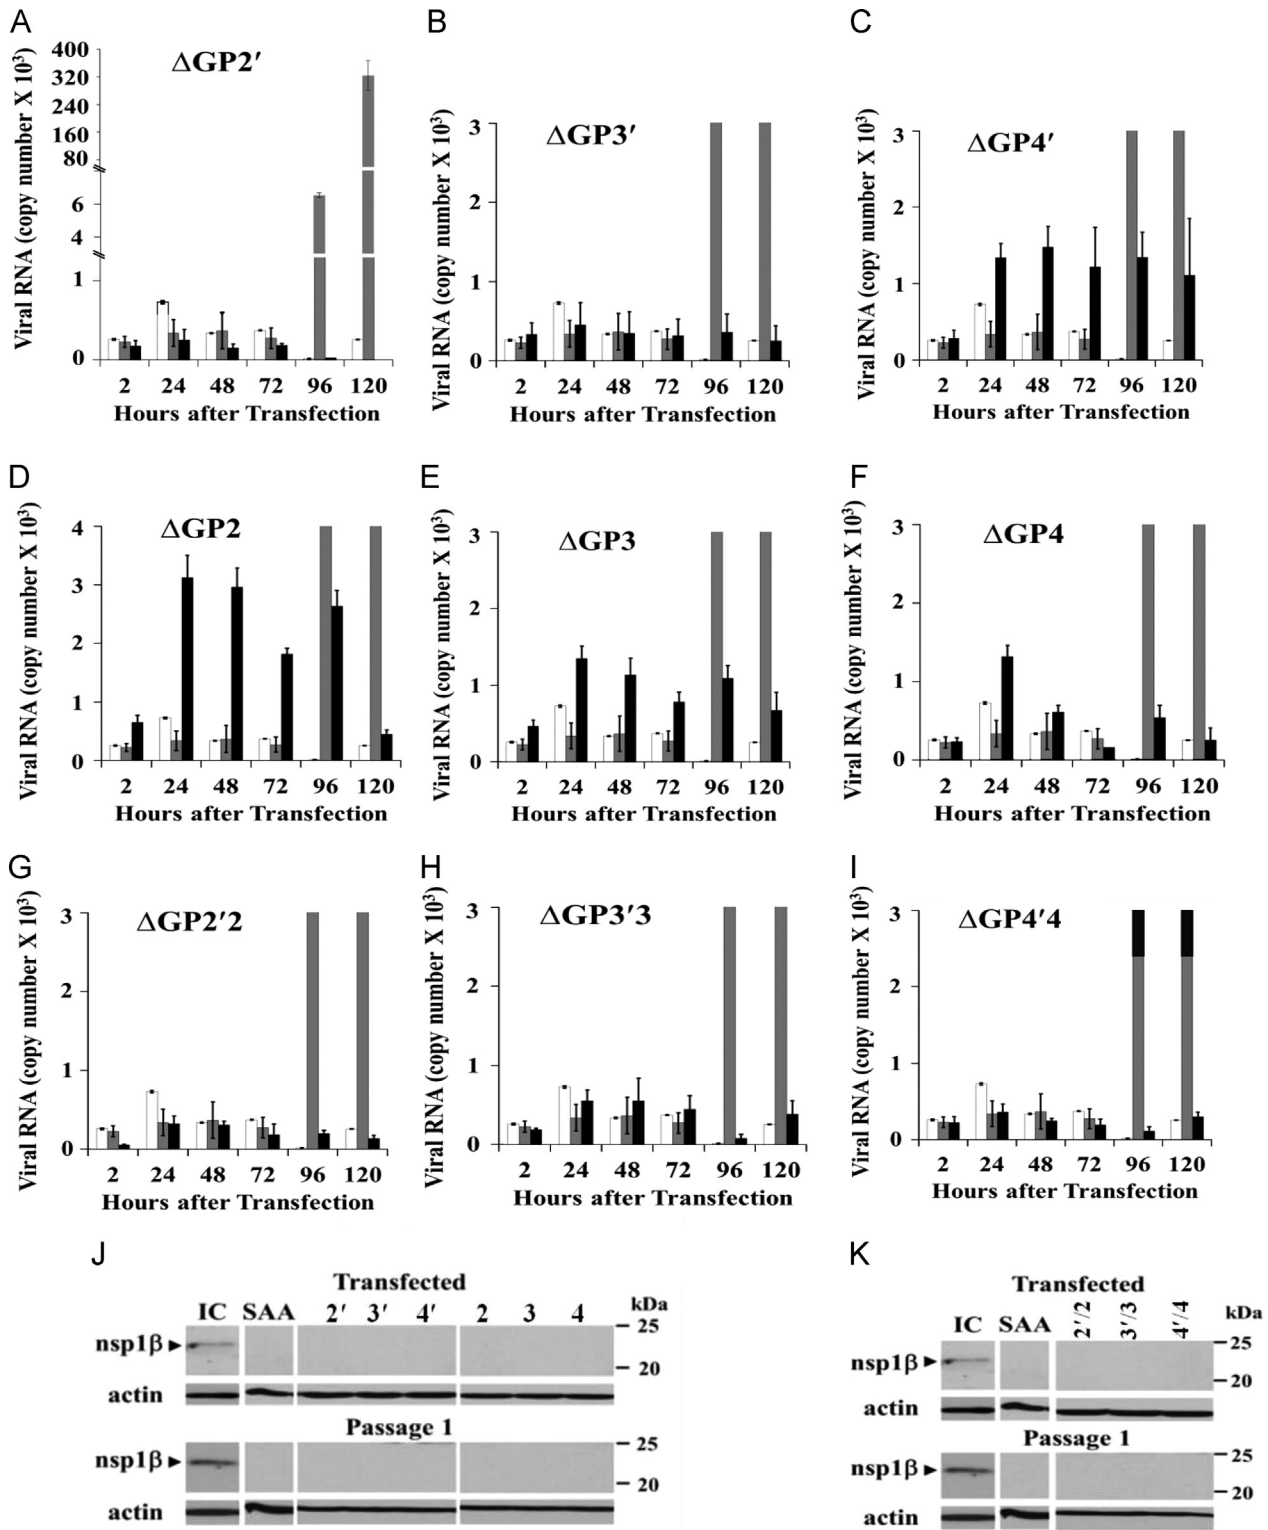 A
B
C
Viral RNA (copy number X 10³)
400
320
240
160
80
6
4
1
0
ΔGP2′
2 24 48 72 96 120
Hours after Transfection
Viral RNA (copy number X 10³)
3
2
1
0
ΔGP3′
2 24 48 72 96 120
Hours after Transfection
Viral RNA (copy number X 10³)
3
2
1
0
ΔGP4′
2 24 48 72 96 120
Hours after Transfection
D
E
F
Viral RNA (copy number X 10³)
4
3
2
1
0
ΔGP2
2 24 48 72 96 120
Hours after Transfection
Viral RNA (copy number X 10³)
3
2
1
0
ΔGP3
2 24 48 72 96 120
Hours after Transfection
Viral RNA (copy number X 10³)
3
2
1
0
ΔGP4
2 24 48 72 96 120
Hours after Transfection
G
H
I
Viral RNA (copy number X 10³)
3
2
1
0
ΔGP2′2
2 24 48 72 96 120
Hours after Transfection
Viral RNA (copy number X 10³)
3
2
1
0
ΔGP3′3
2 24 48 72 96 120
Hours after Transfection
Viral RNA (copy number X 10³)
3
2
1
0
ΔGP4′4
2 24 48 72 96 120
Hours after Transfection
J
Transfected
IC SAA 2′ 3′ 4′ 2 3 4 kDa
nsp1β 25
20
actin
Passage 1
nsp1β 25
20
actin
K
Transfected
IC SAA 2′/2 3′/3 4′/4 kDa
nsp1β 25
20
actin
Passage 1
nsp1β 25
20
actin